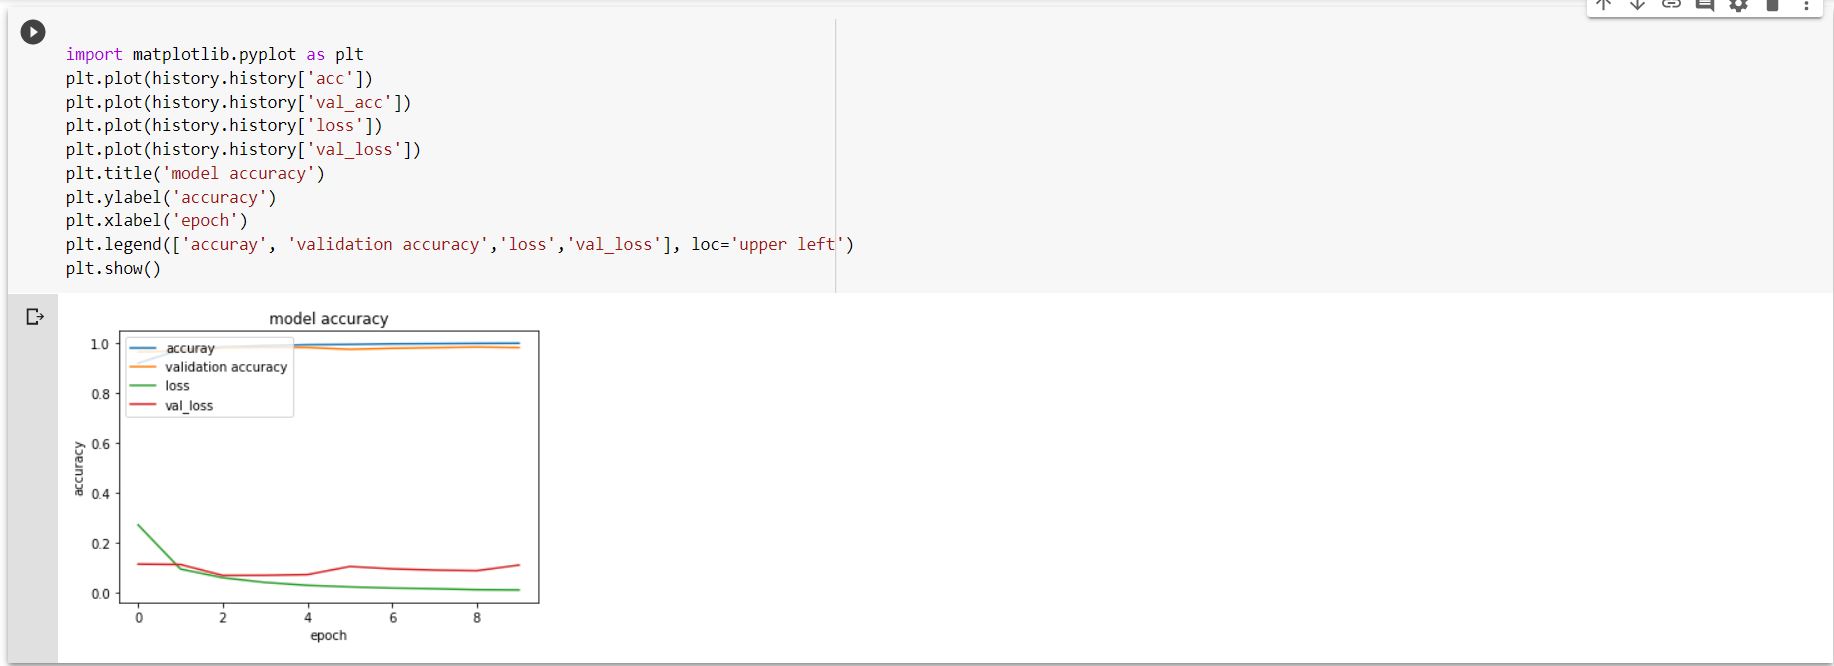 import matplotlib.pyplot as plt
plt.plot(history.history['acc'])
plt.plot(history.history['val_acc'])
plt.plot(history.history['loss'])
plt.plot(history.history['val_loss'])
plt.title('model accuracy')
plt.ylabel('accuracy')
plt.xlabel('epoch')
plt.legend(['accuray', 'validation accuracy','loss','val_loss'], loc='upper left')
plt.show()
model accuracy
1.0
0.8
0.6
0.4
0.2
0.0
accuracy
accuray
validation accuracy
loss
val_loss
0 2 4 6 8
epoch